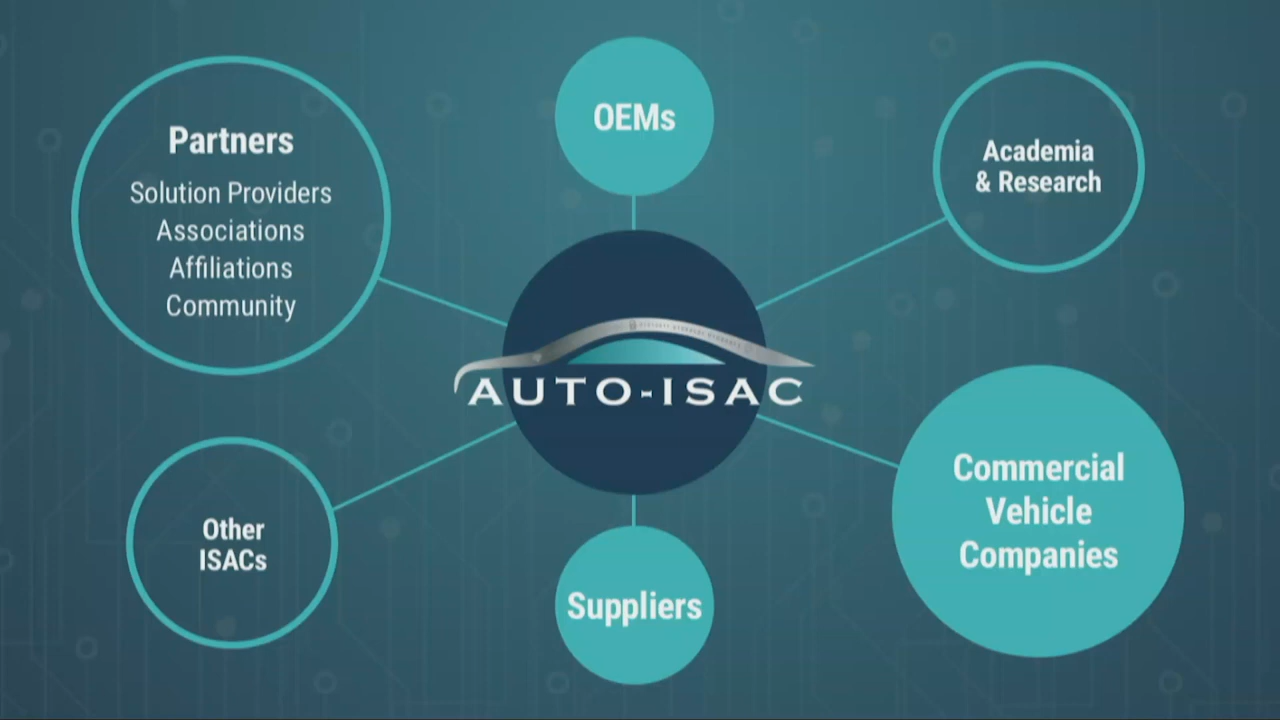 Partners
Solution Providers
Associations
Affiliations
Community
OEMs
Academia
& Research
AUTO-ISAC
Other
ISACs
Suppliers
Commercial
Vehicle
Companies